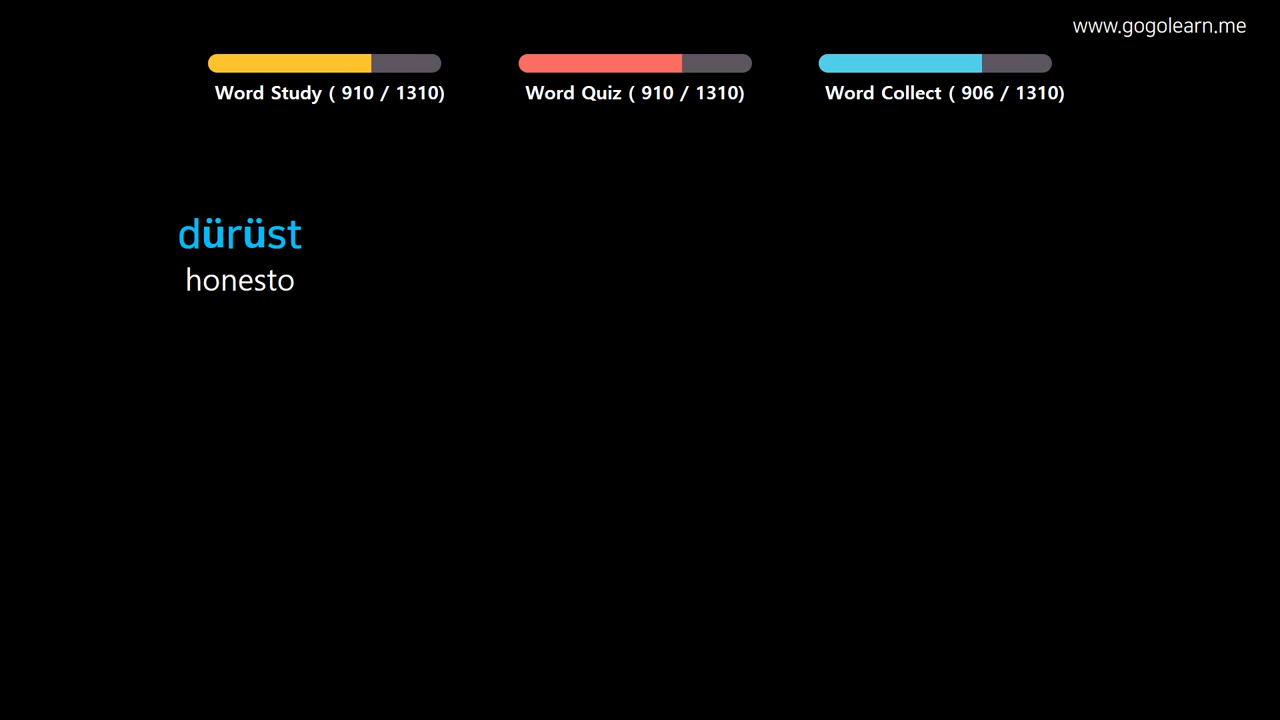 www.gogolearn.me
Word Study ( 910 / 1310)
Word Quiz ( 910 / 1310)
Word Collect ( 906 / 1310)
dürüst
honesto